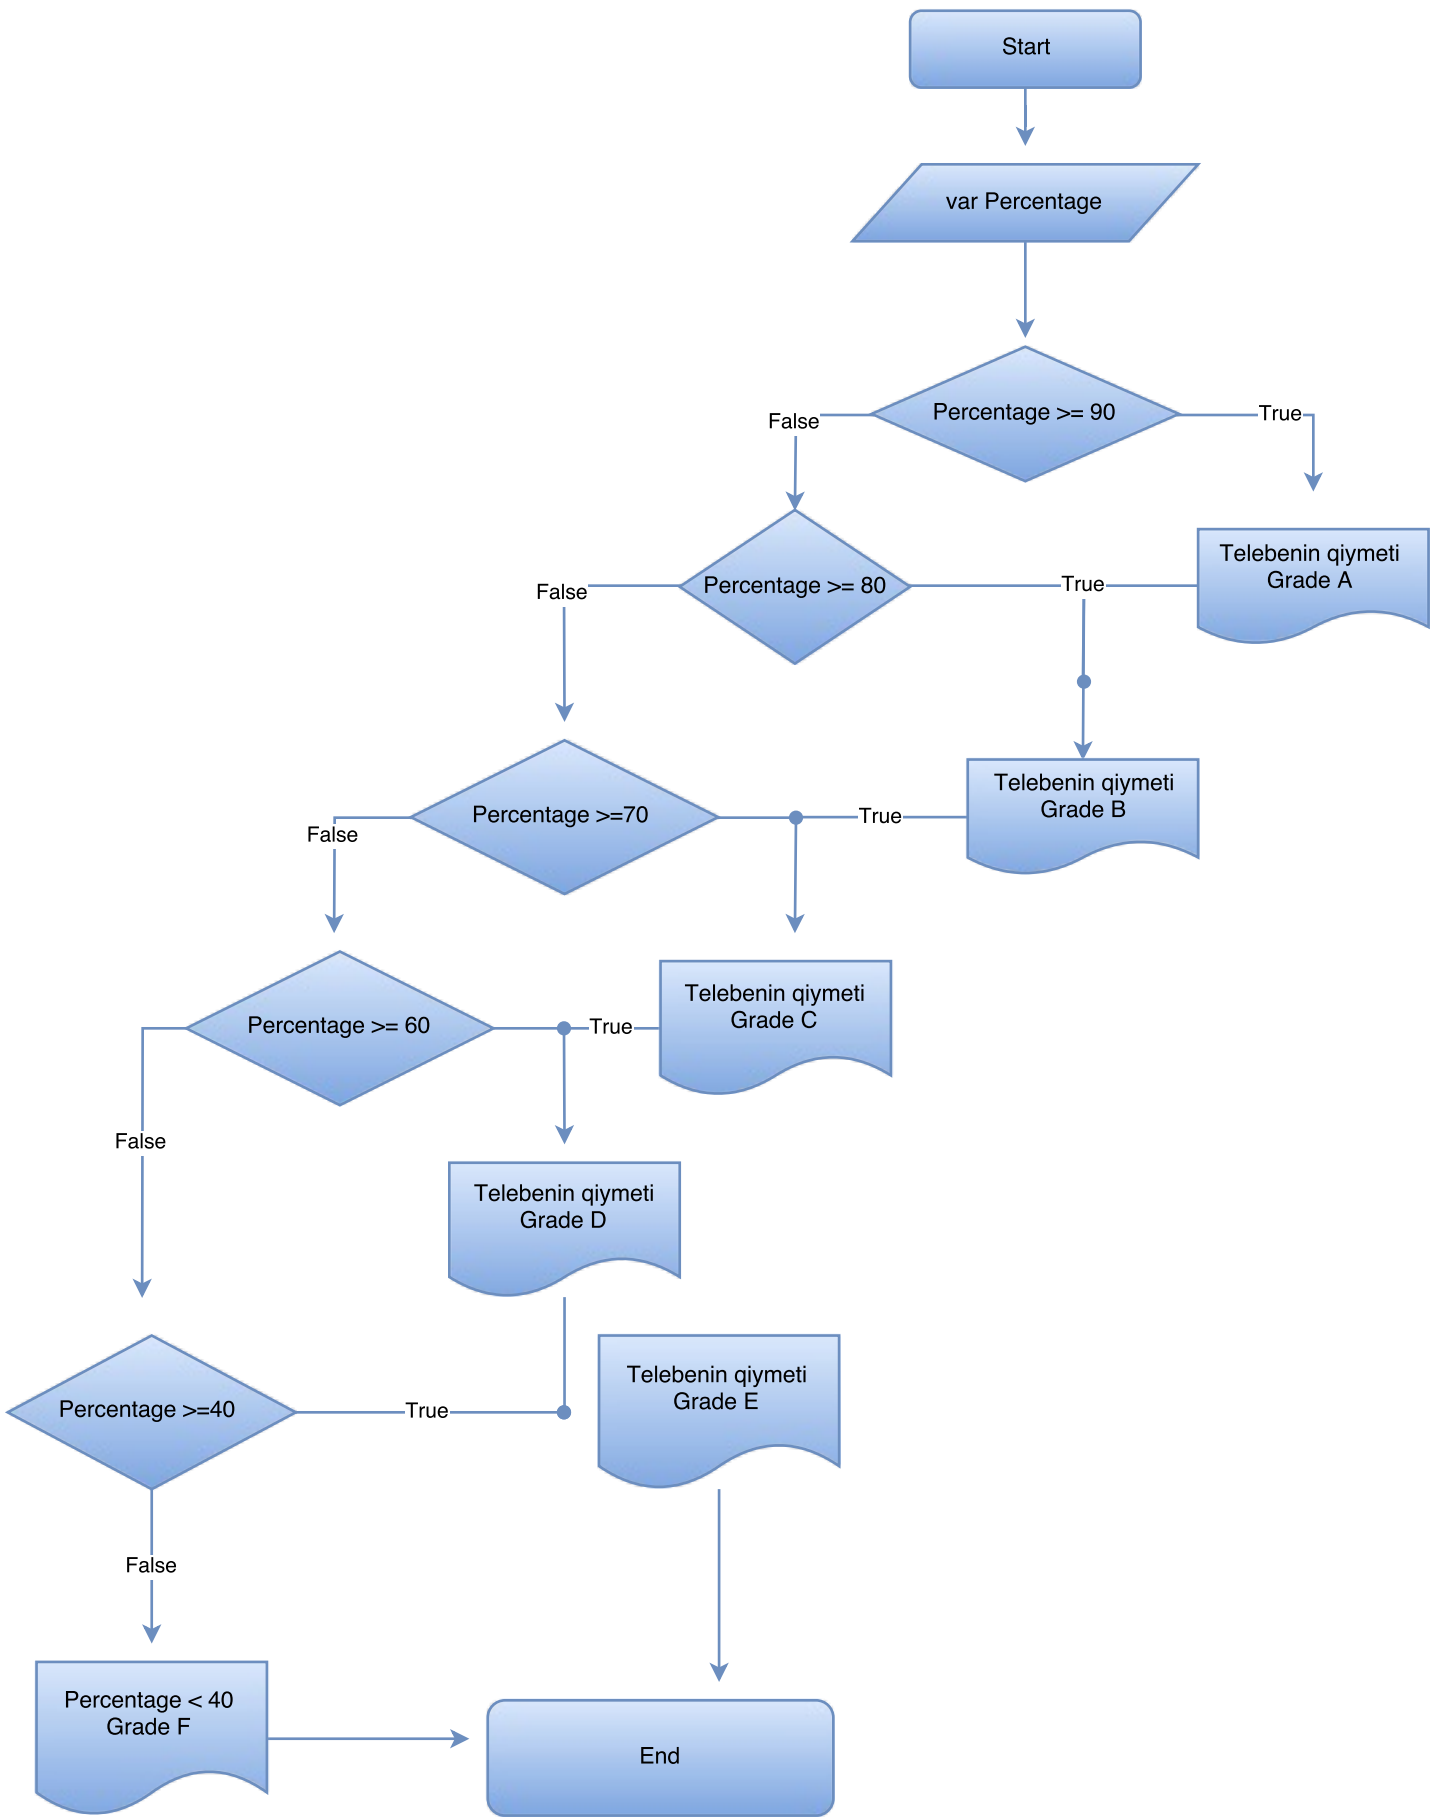 Start
var Percentage
Percentage >= 90
False
True
Telebenin qiymeti
Grade A
Percentage >= 80
False
True
Telebenin qiymeti
Grade B
Percentage >=70
False
True
Telebenin qiymeti
Grade C
Percentage >= 60
True
False
Telebenin qiymeti
Grade D
Telebenin qiymeti
Grade E
Percentage >=40
True
False
Percentage < 40
Grade F
End